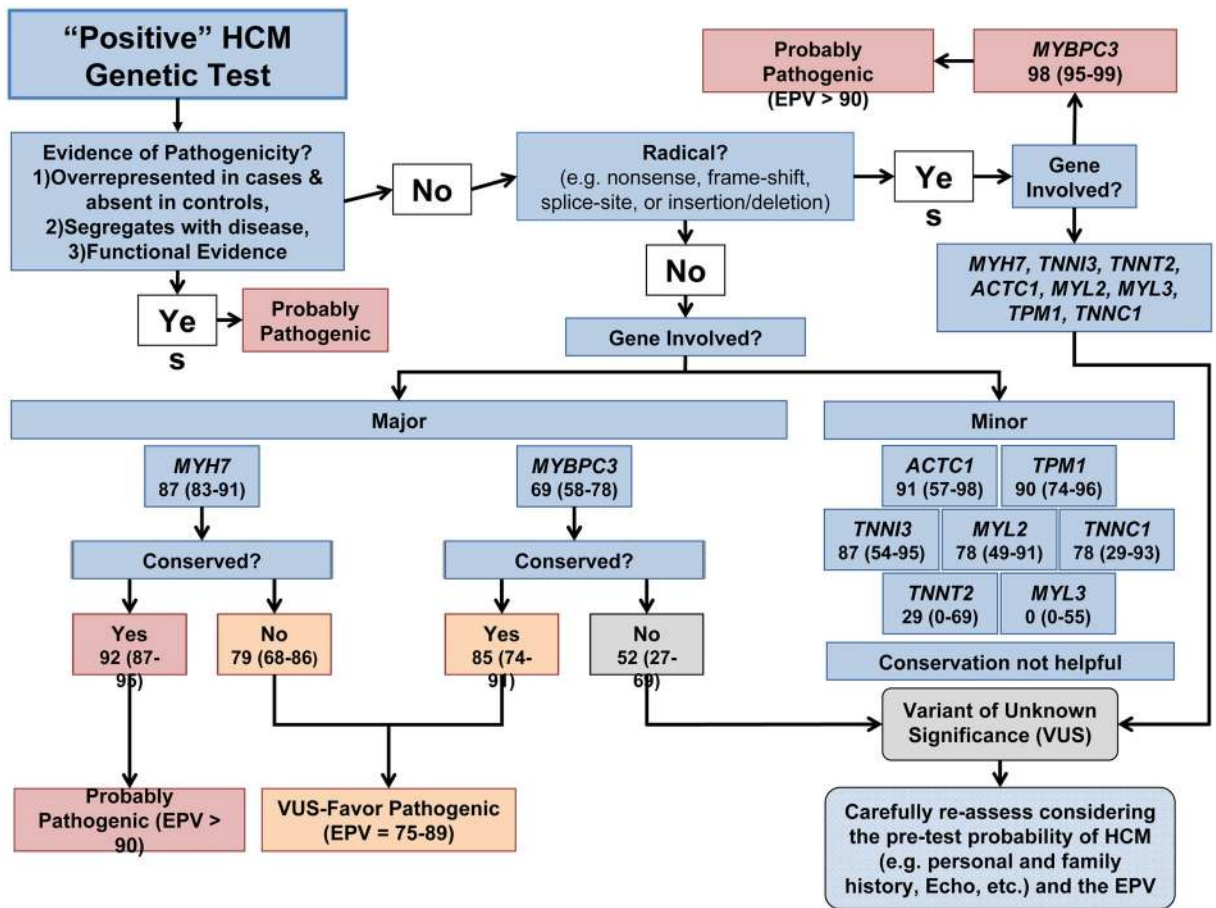 “Positive” HCM
Genetic Test
Evidence of Pathogenicity?
1)Overrepresented in cases &
absent in controls,
2)Segregates with disease,
3)Functional Evidence
Ye
s
Probably
Pathogenic
No
Radical?
(e.g. nonsense, frame-shift,
splice-site, or insertion/deletion)
Ye
s
Gene
Involved?
MYBPC3
98 (95-99)
Probably
Pathogenic
(EPV > 90)
MYH7, TNNI3, TNNT2,
ACTC1, MYL2, MYL3,
TPM1, TNNC1
No
Gene Involved?
Major
MYH7
87 (83-91)
Conserved?
Yes
92 (87-
95)
No
79 (68-86)
MYBPC3
69 (58-78)
Conserved?
Yes
85 (74-
91)
No
52 (27-
69)
Probably
Pathogenic (EPV >
90)
VUS-Favor Pathogenic
(EPV = 75-89)
Minor
ACTC1
91 (57-98)
TPM1
90 (74-96)
TNNI3
87 (54-95)
MYL2
78 (49-91)
TNNC1
78 (29-93)
TNNT2
29 (0-69)
MYL3
0 (0-55)
Conservation not helpful
Variant of Unknown
Significance (VUS)
Carefully re-assess considering
the pre-test probability of HCM
(e.g. personal and family
history, Echo, etc.) and the EPV